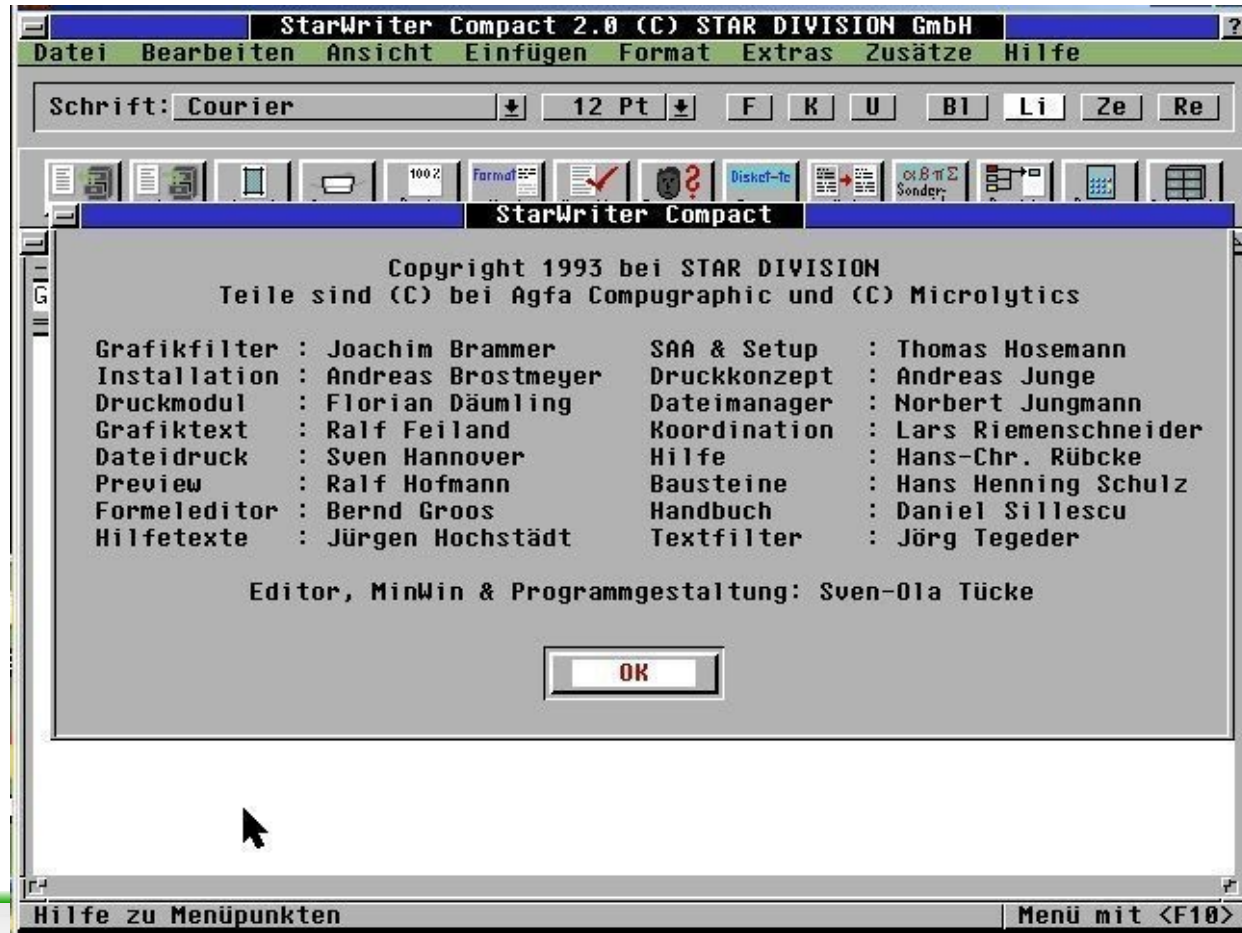 StarWriter Compact 2.0 (C) STAR DIVISION GmbH ?
Datei Bearbeiten Ansicht Einfügen Format Extras Zusätze Hilfe
Schrift: Courier 12 Pt F K U Bl Li Ze Re
100% Format Disket-te α.β π Σ Sonder-
StarWriter Compact
G
Copyright 1993 bei STAR DIVISION
Teile sind (C) bei Agfa Compugraphic und (C) Microlytics
Grafikfilter : Joachim Brammer SAA & Setup : Thomas Hosemann
Installation : Andreas Brostmeyer Druckkonzept : Andreas Junge
Druckmodul : Florian Däumling Dateimanager : Norbert Jungmann
Grafiktext : Ralf Feiland Koordination : Lars Riemenschneider
Dateidruck : Sven Hannover Hilfe : Hans-Chr. Rübcke
Preview : Ralf Hofmann Bausteine : Hans Henning Schulz
Formeleditor : Bernd Groos Handbuch : Daniel Sillescu
Hilfetexte : Jürgen Hochstädt Textfilter : Jörg Tegeder
Editor, MinWin & Programmgestaltung: Sven-Ola Tücke
OK
Hilfe zu Menüpunkten Menü mit <F10>